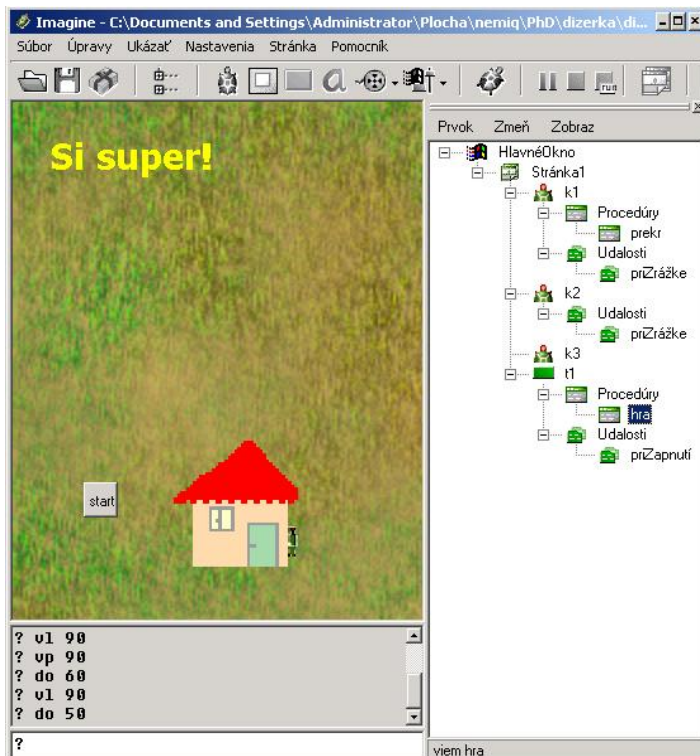 Imagine - C:\Documents and Settings\Administrator\Plocha\nemiq\PhD\dizerka\di...
Súbor Úpravy Ukázať Nastavenia Stránka Pomocník
run
Si super!
start
? vl 90
? vp 90
? do 60
? vl 90
? do 50
?
Prvok Zmeň Zobraz
HlavnéOkno
Stránka1
k1
Procedúry
prekr
Udalosti
priZrážke
k2
Udalosti
priZrážke
k3
t1
Procedúry
hra
Udalosti
priZapnutí
viem hra